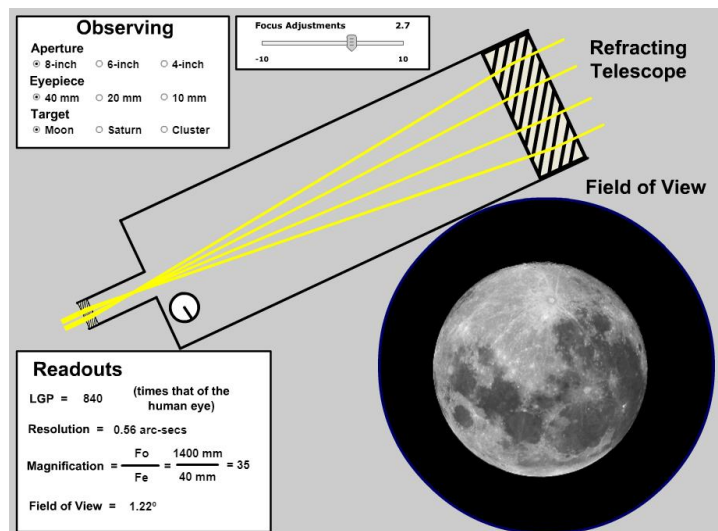 Observing
Aperture
8-inch 6-inch 4-inch
Eyepiece
40 mm 20 mm 10 mm
Target
Moon Saturn Cluster
Focus Adjustments 2.7
-10 10
Refracting
Telescope
Field of View
Readouts
LGP = 840 (times that of the
human eye)
Resolution = 0.56 arc-secs
Magnification = Fo / Fe = 1400 mm / 40 mm = 35
Field of View = 1.22º